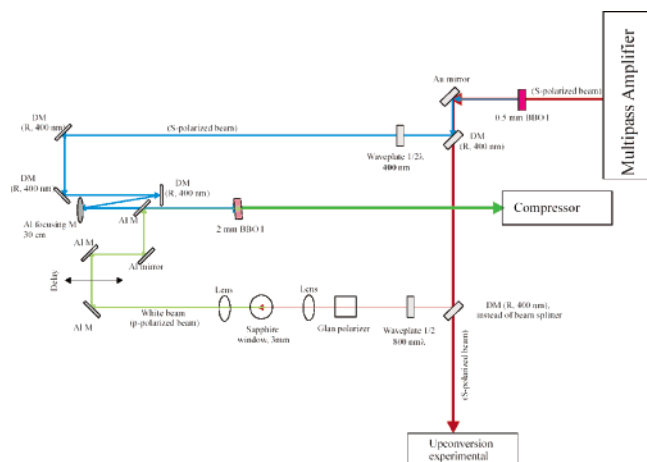 Multipass Amplifier
Au mirror
(S-polarized beam)
0.5 mm BBO I
DM
(R, 400 nm)
(S-polarized beam)
Waveplate 1/2λ,
400 nm
DM
(R, 400 nm)
DM
(R, 400 nm)
DM
(R, 400 nm)
Al focusing M
30 cm
Al M
2 mm BBO I
Compressor
Al M
Al mirror
Delay
Al M
White beam
(p-polarized beam)
Lens
Sapphire
window, 3mm
Lens
Glan polarizer
Waveplate 1/2
800 nmλ
DM (R, 400 nm),
instead of beam spliter
(S-polarized beam)
Upconversion
experimental